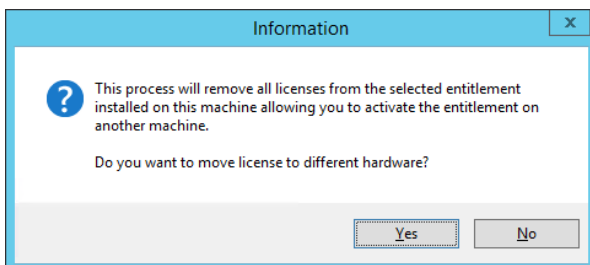 Information
x
This process will remove all licenses from the selected entitlement
installed on this machine allowing you to activate the entitlement on
another machine.
Do you want to move license to different hardware?
Yes
No